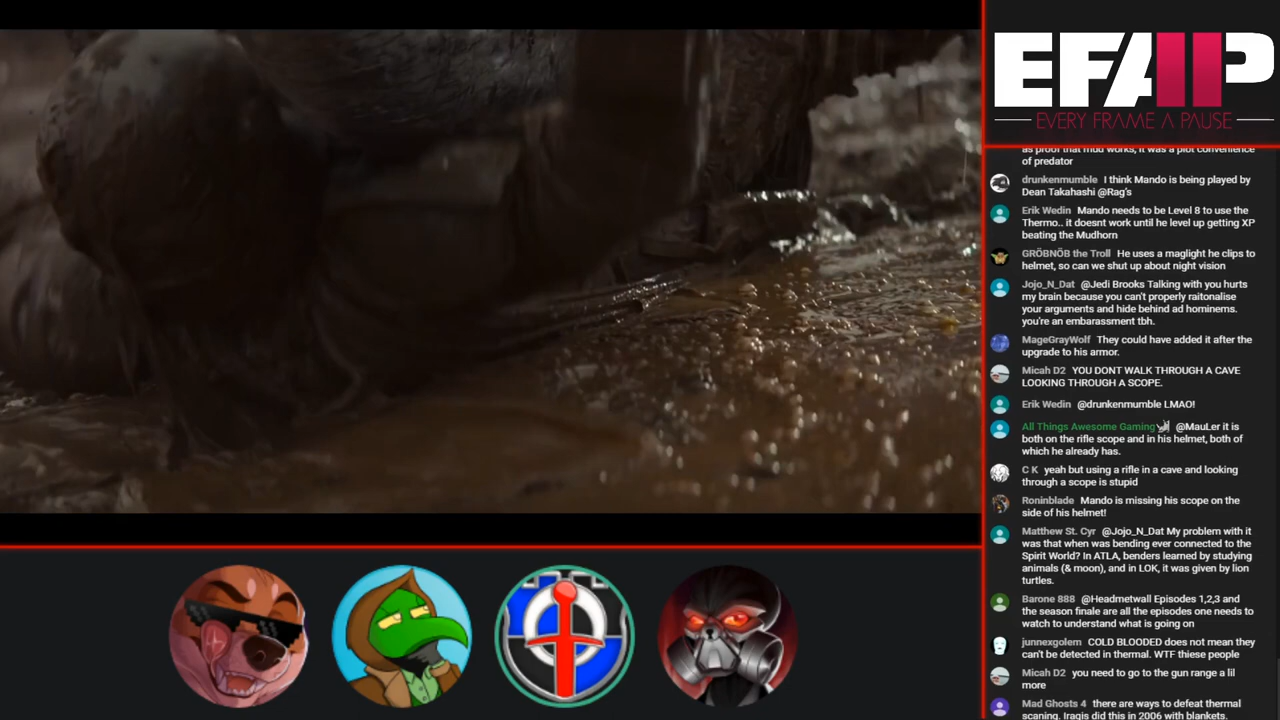 EFAP
EVERY FRAME A PAUSE
as proof that mud works, it was a plot convenience
of predator
drunkenmumble I think Mando is being played by
Dean Takahashi @Rag's
Erik Wedin Mando needs to be Level 8 to use the
Thermo.. it doesnt work until he level up getting XP
beating the Mudhorn
GRÖBNÖB the Troll He uses a maglight he clips to
helmet, so can we shut up about night vision
Jojo_N_Dat @Jedi Brooks Talking with you hurts
my brain because you can't properly raitonalise
your arguments and hide behind ad hominems.
you're an embarassment tbh.
MageGrayWolf They could have added it after the
upgrade to his armor.
Micah D2 YOU DONT WALK THROUGH A CAVE
LOOKING THROUGH A SCOPE.
Erik Wedin @drunkenmumble LMAO!
All Things Awesome Gaming @MauLer it is
both on the rifle scope and in his helmet, both of
which he already has.
C K yeah but using a rifle in a cave and looking
through a scope is stupid
Roninblade Mando is missing his scope on the
side of his helmet!
Matthew St. Cyr @Jojo_N_Dat My problem with it
was that when was bending ever connected to the
Spirit World? In ATLA, benders learned by studying
animals (& moon), and in LOK, it was given by lion
turtles.
Barone 888 @Headmetwall Episodes 1,2,3 and
the season finale are all the episodes one needs to
watch to understand what is going on
junnexgolem COLD BLOODED does not mean they
can't be detected in thermal. WTF thiese people
Micah D2 you need to go to the gun range a lil
more
Mad Ghosts 4 there are ways to defeat thermal
scaning. Iraqis did this in 2006 with blankets.